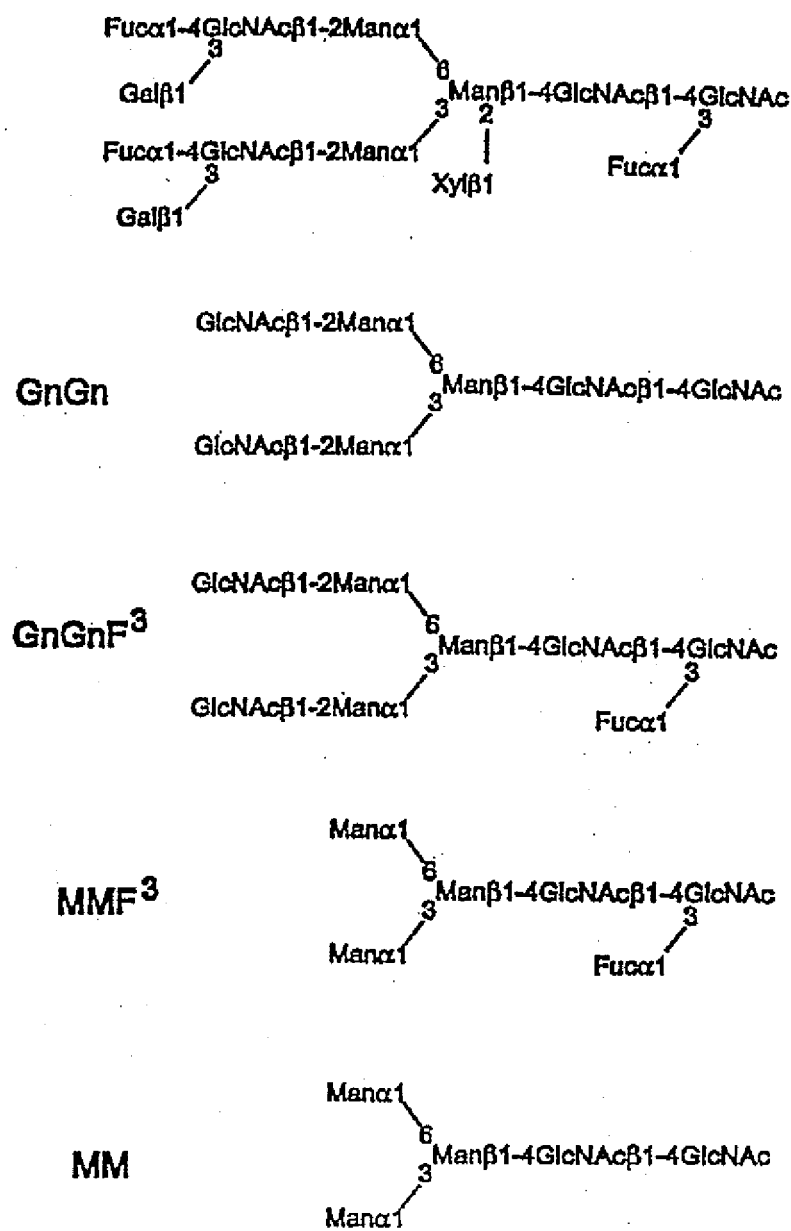 Fucα1-4GlcNAcβ1-2Manα1
3
6
Galβ1
Manβ1-4GlcNAcβ1-4GlcNAc
3
2
3
Fucα1-4GlcNAcβ1-2Manα1
3
Xylβ1
Fucα1
Galβ1
GlcNAcβ1-2Manα1
6
GnGn
Manβ1-4GlcNAcβ1-4GlcNAc
3
GlcNAcβ1-2Manα1
GlcNAcβ1-2Manα1
6
GnGnF³
Manβ1-4GlcNAcβ1-4GlcNAc
3
3
GlcNAcβ1-2Manα1
Fucα1
Manα1
6
MMF³
Manβ1-4GlcNAcβ1-4GlcNAc
3
3
Manα1
Fucα1
Manα1
6
MM
Manβ1-4GlcNAcβ1-4GlcNAc
3
Manα1